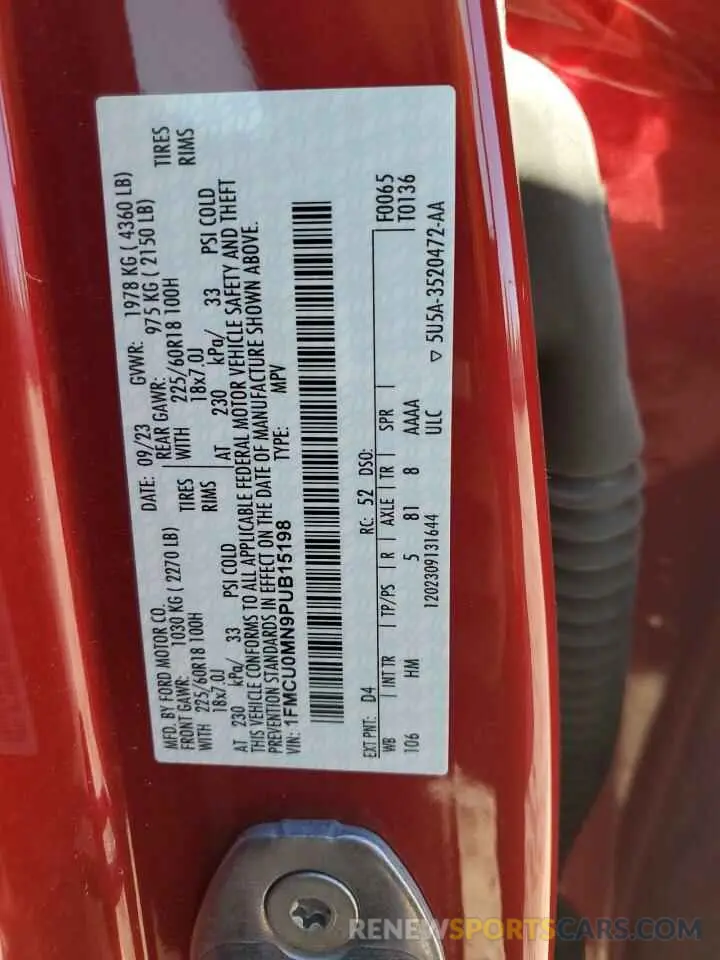 MFD. BY FORD MOTOR CO.
DATE: 09/23 GVWR: 1978 KG ( 4360 LB)
FRONT GAWR: 1030 KG ( 2270 LB) REAR GAWR: 975 KG ( 2150 LB)
WITH 225/60R18 100H TIRES WITH 225/60R18 100H TIRES
18x7.0J RIMS 18x7.0J RIMS
AT 230 kPa/ 33 PSI COLD AT 230 kPa/ 33 PSI COLD
THIS VEHICLE CONFORMS TO ALL APPLICABLE FEDERAL MOTOR VEHICLE SAFETY AND THEFT
PREVENTION STANDARDS IN EFFECT ON THE DATE OF MANUFACTURE SHOWN ABOVE.
VIN: 1FMCU0MN9PUB15198 TYPE: MPV
F0065
T0136
EXT PNT: D4 RC: 52 DSO:
WB INT TR TP/PS R AXLE TR SPR
106 HM 5 81 8 AAAA
1202309131644 ULC
▽ 5U5A-3520472-AA
RENEWSPORTSCARS.COM